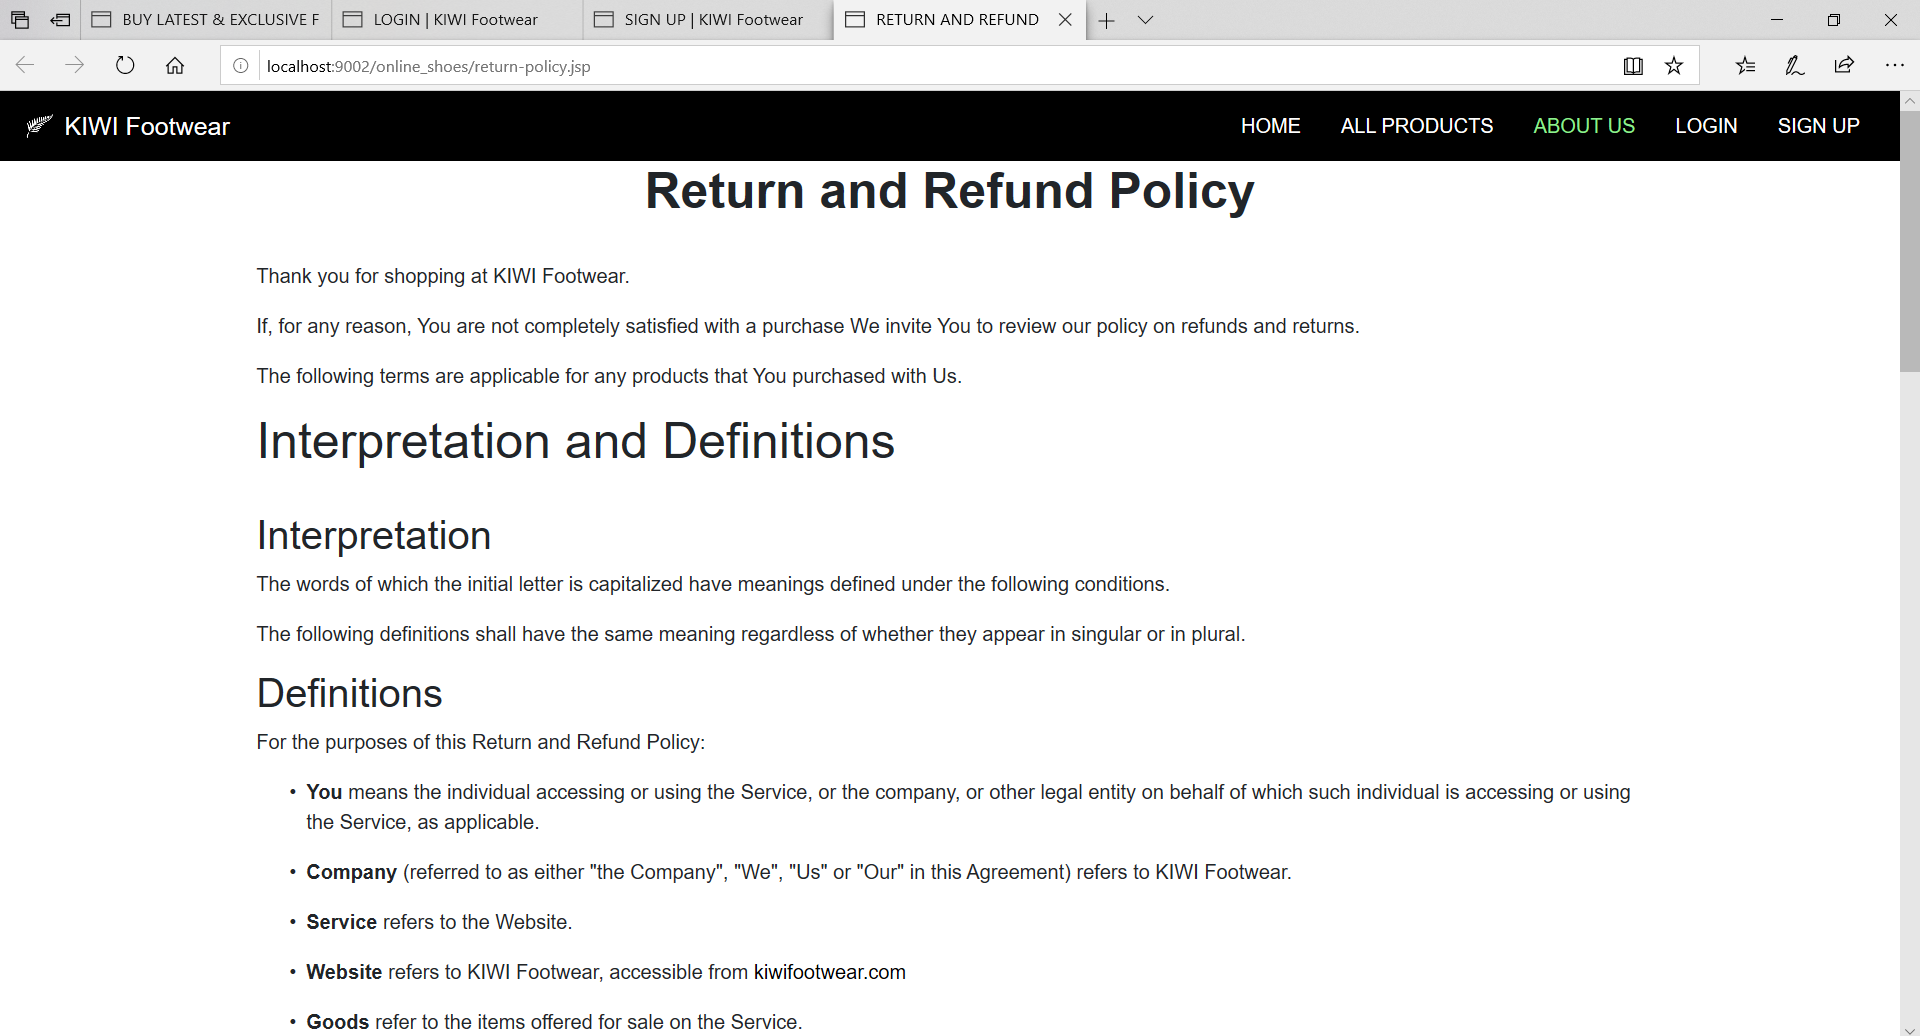 BUY LATEST & EXCLUSIVE F
LOGIN | KIWI Footwear
SIGN UP | KIWI Footwear
RETURN AND REFUND
localhost:9002/online_shoes/return-policy.jsp
KIWI Footwear
HOME ALL PRODUCTS ABOUT US LOGIN SIGN UP
Return and Refund Policy
Thank you for shopping at KIWI Footwear.
If, for any reason, You are not completely satisfied with a purchase We invite You to review our policy on refunds and returns.
The following terms are applicable for any products that You purchased with Us.
Interpretation and Definitions
Interpretation
The words of which the initial letter is capitalized have meanings defined under the following conditions.
The following definitions shall have the same meaning regardless of whether they appear in singular or in plural.
Definitions
For the purposes of this Return and Refund Policy:
• You means the individual accessing or using the Service, or the company, or other legal entity on behalf of which such individual is accessing or using
the Service, as applicable.
• Company (referred to as either "the Company", "We", "Us" or "Our" in this Agreement) refers to KIWI Footwear.
• Service refers to the Website.
• Website refers to KIWI Footwear, accessible from kiwifootwear.com
• Goods refer to the items offered for sale on the Service.